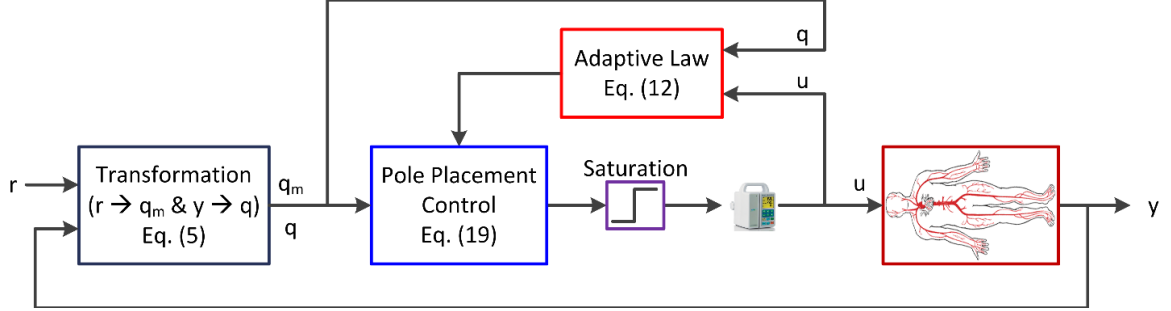 q
Adaptive Law
Eq. (12)
u
r
Transformation
(r → qₘ & y → q)
Eq. (5)
qₘ
q
Pole Placement
Control
Eq. (19)
Saturation
u
y